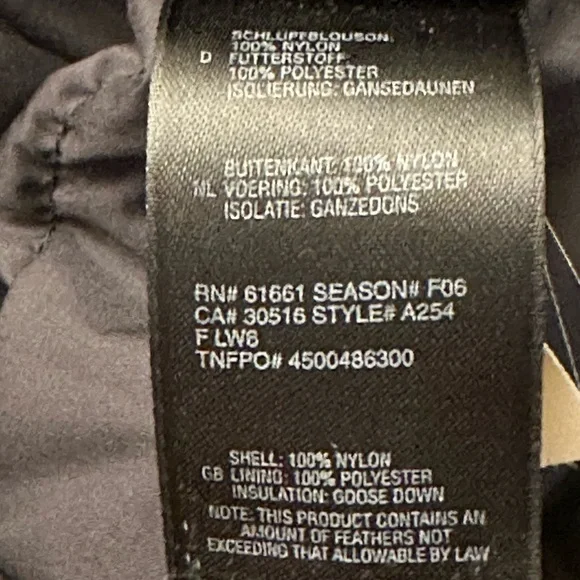 SCHLUPFBLOUSON:
100% NYLON
D FUTTERSTOFF:
100% POLYESTER
ISOLIERUNG: GANSEDAUNEN
BUITENKANT: 100% NYLON
NL VOERING: 100% POLYESTER
ISOLATIE: GANZEDONS
RN# 61661 SEASON# F06
CA# 30516 STYLE# A254
F LW6
TNFPO# 4500486300
SHELL: 100% NYLON
GB LINING: 100% POLYESTER
INSULATION: GOOSE DOWN
NOTE: THIS PRODUCT CONTAINS AN
AMOUNT OF FEATHERS NOT
EXCEEDING THAT ALLOWABLE BY LAW